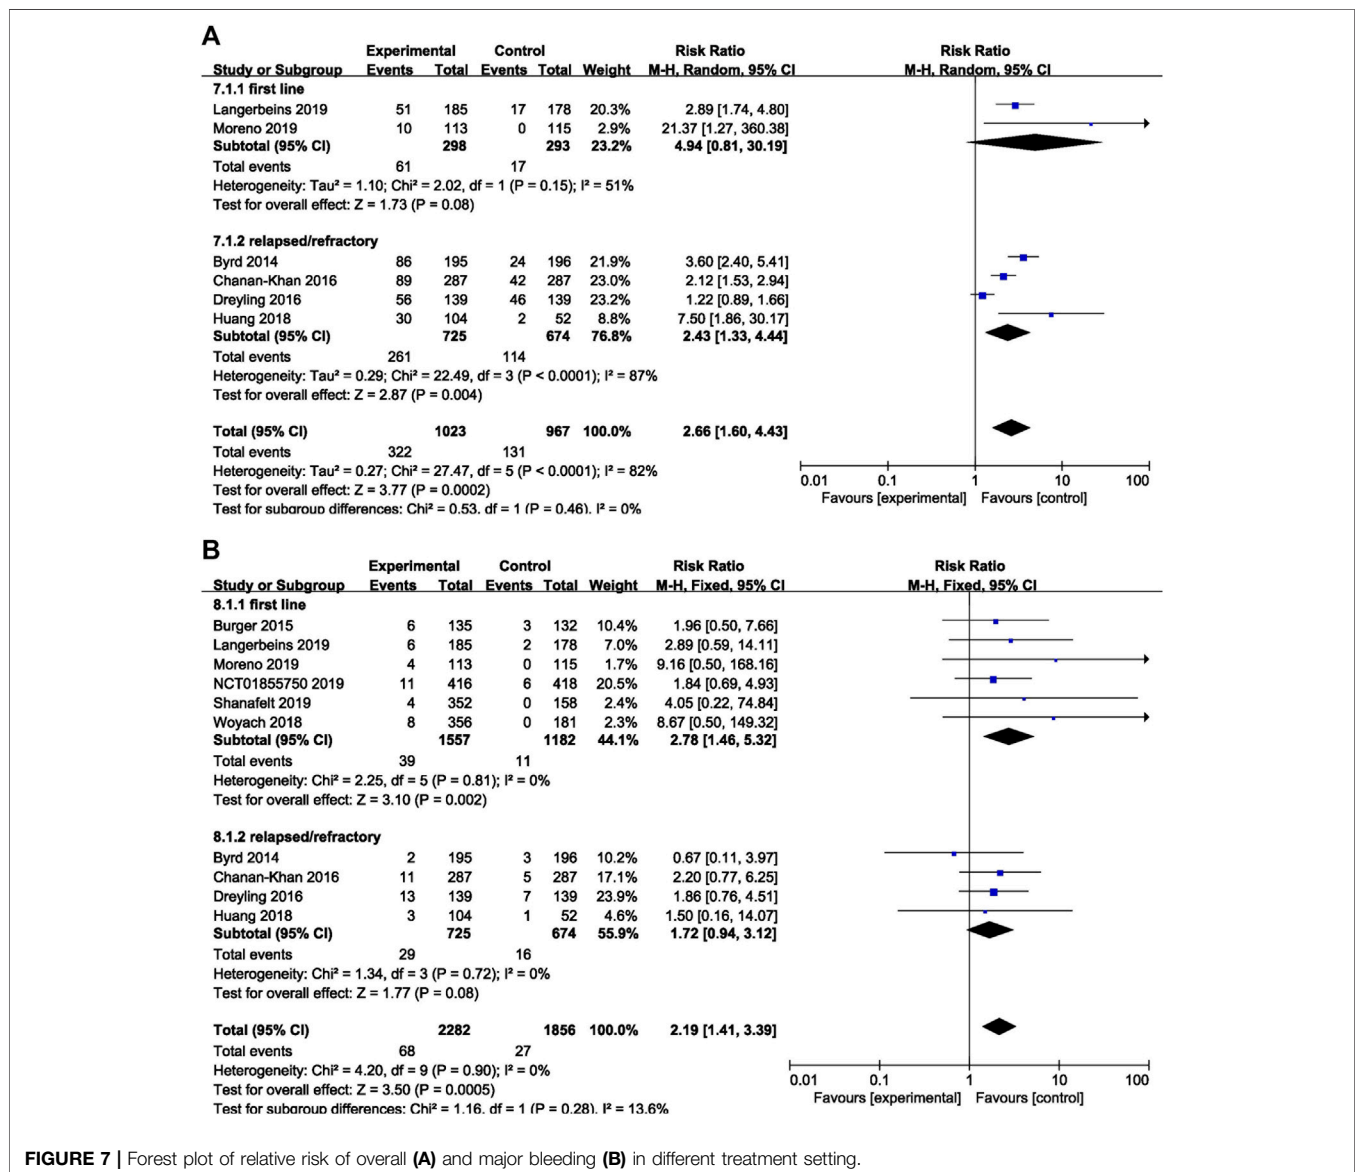 A
Experimental Control Risk Ratio Risk Ratio
Study or Subgroup Events Total Events Total Weight M-H, Random, 95% CI M-H, Random, 95% CI
7.1.1 first line
Langerbeins 2019 51 185 17 178 20.3% 2.89 [1.74, 4.80]
Moreno 2019 10 113 0 115 2.9% 21.37 [1.27, 360.38]
Subtotal (95% CI) 298 293 23.2% 4.94 [0.81, 30.19]
Total events 61 17
Heterogeneity: Tau² = 1.10; Chi² = 2.02, df = 1 (P = 0.15); I² = 51%
Test for overall effect: Z = 1.73 (P = 0.08)
7.1.2 relapsed/refractory
Byrd 2014 86 195 24 196 21.9% 3.60 [2.40, 5.41]
Chanan-Khan 2016 89 287 42 287 23.0% 2.12 [1.53, 2.94]
Dreyling 2016 56 139 46 139 23.2% 1.22 [0.89, 1.66]
Huang 2018 30 104 2 52 8.8% 7.50 [1.86, 30.17]
Subtotal (95% CI) 725 674 76.8% 2.43 [1.33, 4.44]
Total events 261 114
Heterogeneity: Tau² = 0.29; Chi² = 22.49, df = 3 (P < 0.0001); I² = 87%
Test for overall effect: Z = 2.87 (P = 0.004)
Total (95% CI) 1023 967 100.0% 2.66 [1.60, 4.43]
Total events 322 131
Heterogeneity: Tau² = 0.27; Chi² = 27.47, df = 5 (P < 0.0001); I² = 82%
Test for overall effect: Z = 3.77 (P = 0.0002)
Test for subgroup differences: Chi² = 0.53, df = 1 (P = 0.46), I² = 0%
0.01 0.1 1 10 100
Favours [experimental] Favours [control]
B
Experimental Control Risk Ratio Risk Ratio
Study or Subgroup Events Total Events Total Weight M-H, Fixed, 95% CI M-H, Fixed, 95% CI
8.1.1 first line
Burger 2015 6 135 3 132 10.4% 1.96 [0.50, 7.66]
Langerbeins 2019 6 185 2 178 7.0% 2.89 [0.59, 14.11]
Moreno 2019 4 113 0 115 1.7% 9.16 [0.50, 168.16]
NCT01855750 2019 11 416 6 418 20.5% 1.84 [0.69, 4.93]
Shanafelt 2019 4 352 0 158 2.4% 4.05 [0.22, 74.84]
Woyach 2018 8 356 0 181 2.3% 8.67 [0.50, 149.32]
Subtotal (95% CI) 1557 1182 44.1% 2.78 [1.46, 5.32]
Total events 39 11
Heterogeneity: Chi² = 2.25, df = 5 (P = 0.81); I² = 0%
Test for overall effect: Z = 3.10 (P = 0.002)
8.1.2 relapsed/refractory
Byrd 2014 2 195 3 196 10.2% 0.67 [0.11, 3.97]
Chanan-Khan 2016 11 287 5 287 17.1% 2.20 [0.77, 6.25]
Dreyling 2016 13 139 7 139 23.9% 1.86 [0.76, 4.51]
Huang 2018 3 104 1 52 4.6% 1.50 [0.16, 14.07]
Subtotal (95% CI) 725 674 55.9% 1.72 [0.94, 3.12]
Total events 29 16
Heterogeneity: Chi² = 1.34, df = 3 (P = 0.72); I² = 0%
Test for overall effect: Z = 1.77 (P = 0.08)
Total (95% CI) 2282 1856 100.0% 2.19 [1.41, 3.39]
Total events 68 27
Heterogeneity: Chi² = 4.20, df = 9 (P = 0.90); I² = 0%
Test for overall effect: Z = 3.50 (P = 0.0005)
Test for subgroup differences: Chi² = 1.16, df = 1 (P = 0.28), I² = 13.6%
0.01 0.1 1 10 100
Favours [experimental] Favours [control]
FIGURE 7 | Forest plot of relative risk of overall (A) and major bleeding (B) in different treatment setting.